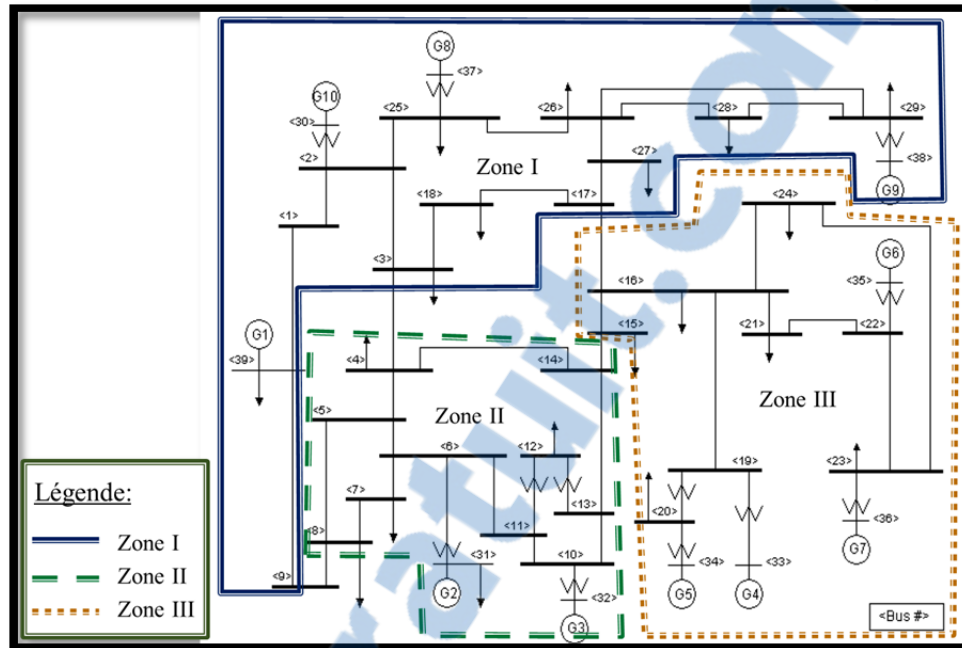 G8
<37>
G10
<30>
<25>
<26>
<28>
<29>
<2>
<27>
<38>
Zone I
G9
<18>
<17>
<24>
<1>
<3>
<16>
G6
<35>
G1
<39>
<15>
<21>
<22>
<4>
<14>
<5>
Zone II
Zone III
<6>
<12>
<7>
<13>
<19>
<23>
<8>
<11>
<20>
<36>
<9>
<31>
<10>
<34>
<33>
G7
G2
<32>
G5
G4
G3
<Bus #>
Légende:
Zone I
Zone II
Zone III
ratuit.com